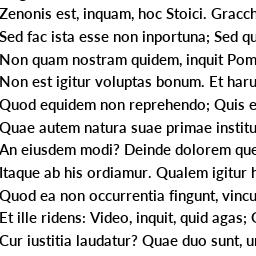 Zenonis est, inquam, hoc Stoici. Gracch
Sed fac ista esse non inportuna; Sed qu
Non quam nostram quidem, inquit Pom
Non est igitur voluptas bonum. Et haru
Quod equidem non reprehendo; Quis e
Quae autem natura suae primae institu
An eiusdem modi? Deinde dolorem que
Itaque ab his ordiamur. Qualem igitur h
Quod ea non occurrentia fingunt, vincu
Et ille ridens: Video, inquit, quid agas; C
Cur iustitia laudatur? Quae duo sunt, u